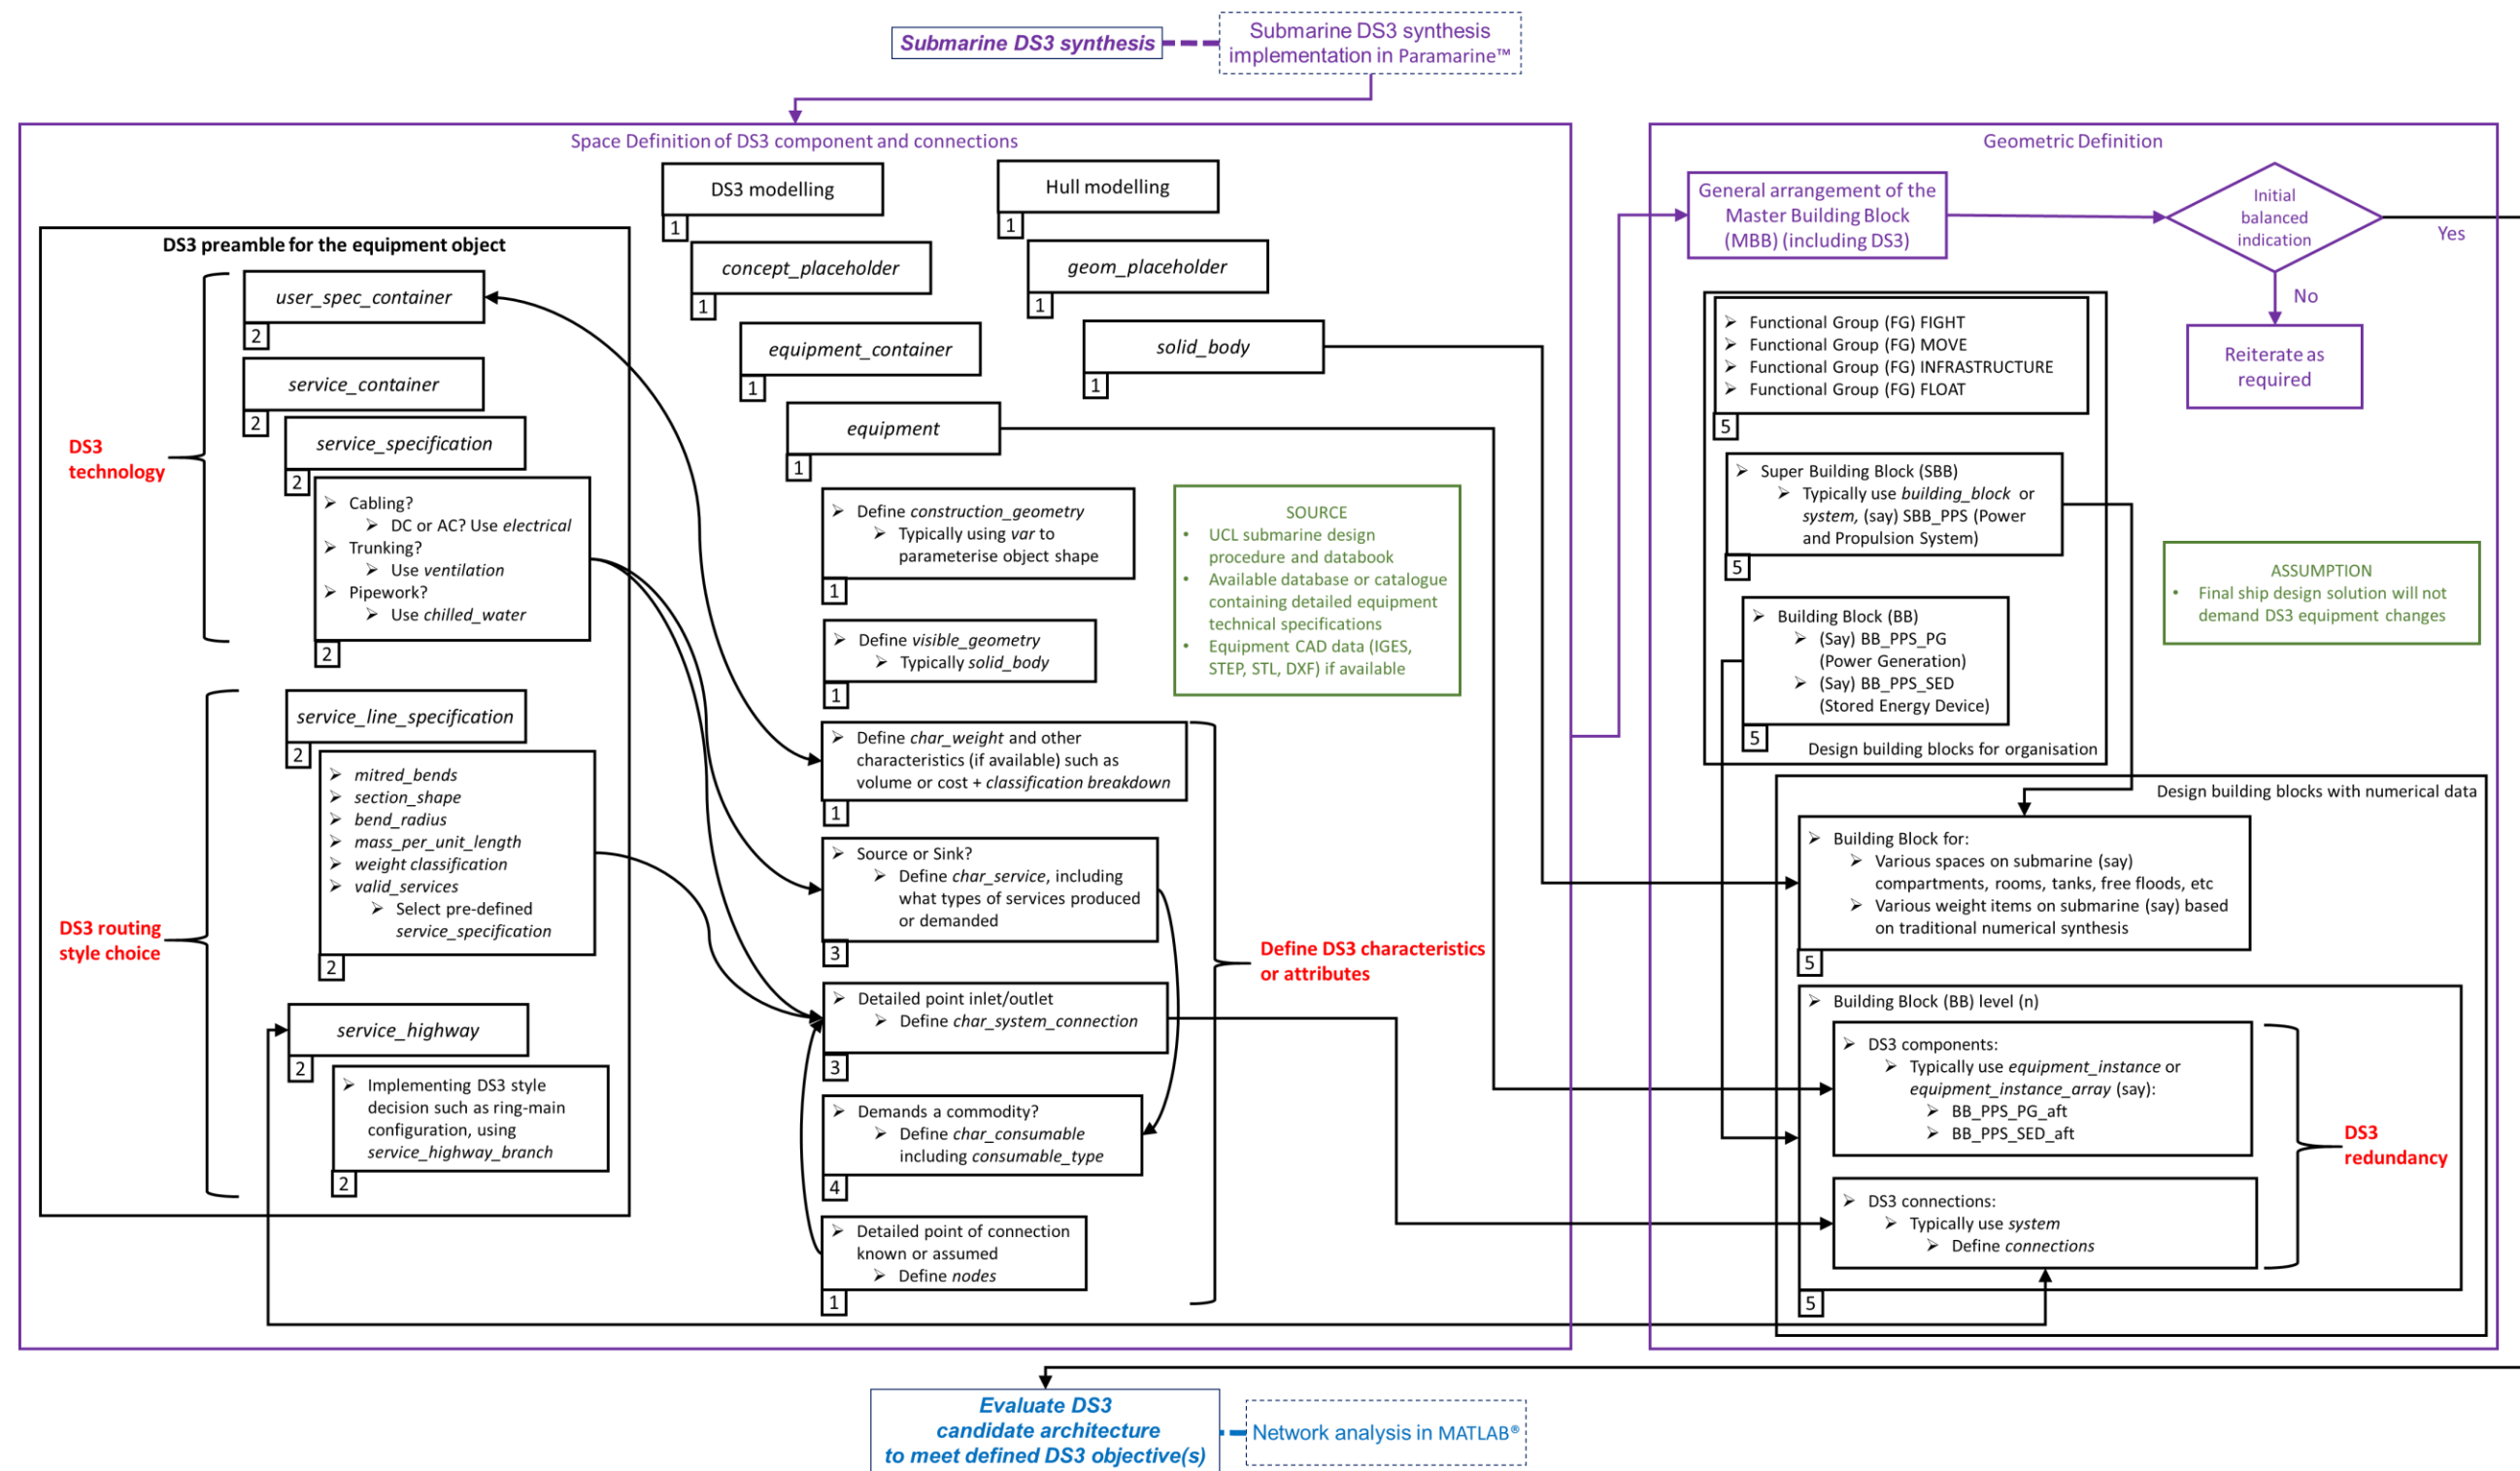 Submarine DS3 synthesis
Submarine DS3 synthesis
implementation in Paramarine™
Space Definition of DS3 component and connections
DS3 preamble for the equipment object
DS3
technology
user_spec_container
2
service_container
2
service_specification
2
➢ Cabling?
➢ DC or AC? Use electrical
➢ Trunking?
➢ Use ventilation
➢ Pipework?
➢ Use chilled_water
2
DS3 routing
style choice
service_line_specification
2
➢ mitred_bends
➢ section_shape
➢ bend_radius
➢ mass_per_unit_length
➢ weight classification
➢ valid_services
➢ Select pre-defined
service_specification
2
service_highway
2
➢ Implementing DS3 style
decision such as ring-main
configuration, using
service_highway_branch
2
DS3 modelling
1
concept_placeholder
1
equipment_container
1
equipment
1
Hull modelling
1
geom_placeholder
1
solid_body
1
➢ Define construction_geometry
➢ Typically using var to
parameterise object shape
1
➢ Define visible_geometry
➢ Typically solid_body
1
➢ Define char_weight and other
characteristics (if available) such as
volume or cost + classification breakdown
1
➢ Source or Sink?
➢ Define char_service, including
what types of services produced
or demanded
3
➢ Detailed point inlet/outlet
➢ Define char_system_connection
3
➢ Demands a commodity?
➢ Define char_consumable
including consumable_type
4
➢ Detailed point of connection
known or assumed
➢ Define nodes
1
SOURCE
• UCL submarine design
procedure and databook
• Available database or catalogue
containing detailed equipment
technical specifications
• Equipment CAD data (IGES,
STEP, STL, DXF) if available
Define DS3 characteristics
or attributes
Geometric Definition
General arrangement of the
Master Building Block
(MBB) (including DS3)
Initial
balanced
indication
Yes
No
Reiterate as
required
➢ Functional Group (FG) FIGHT
➢ Functional Group (FG) MOVE
➢ Functional Group (FG) INFRASTRUCTURE
➢ Functional Group (FG) FLOAT
5
➢ Super Building Block (SBB)
➢ Typically use building_block or
system, (say) SBB_PPS (Power
and Propulsion System)
5
➢ Building Block (BB)
➢ (Say) BB_PPS_PG
(Power Generation)
➢ (Say) BB_PPS_SED
(Stored Energy Device)
5
Design building blocks for organisation
ASSUMPTION
• Final ship design solution will not
demand DS3 equipment changes
Design building blocks with numerical data
➢ Building Block for:
➢ Various spaces on submarine (say)
compartments, rooms, tanks, free floods, etc
➢ Various weight items on submarine (say) based
on traditional numerical synthesis
5
➢ Building Block (BB) level (n)
➢ DS3 components:
➢ Typically use equipment_instance or
equipment_instance_array (say):
➢ BB_PPS_PG_aft
➢ BB_PPS_SED_aft
➢ DS3 connections:
➢ Typically use system
➢ Define connections
5
DS3
redundancy
Evaluate DS3
candidate architecture
to meet defined DS3 objective(s)
Network analysis in MATLAB®